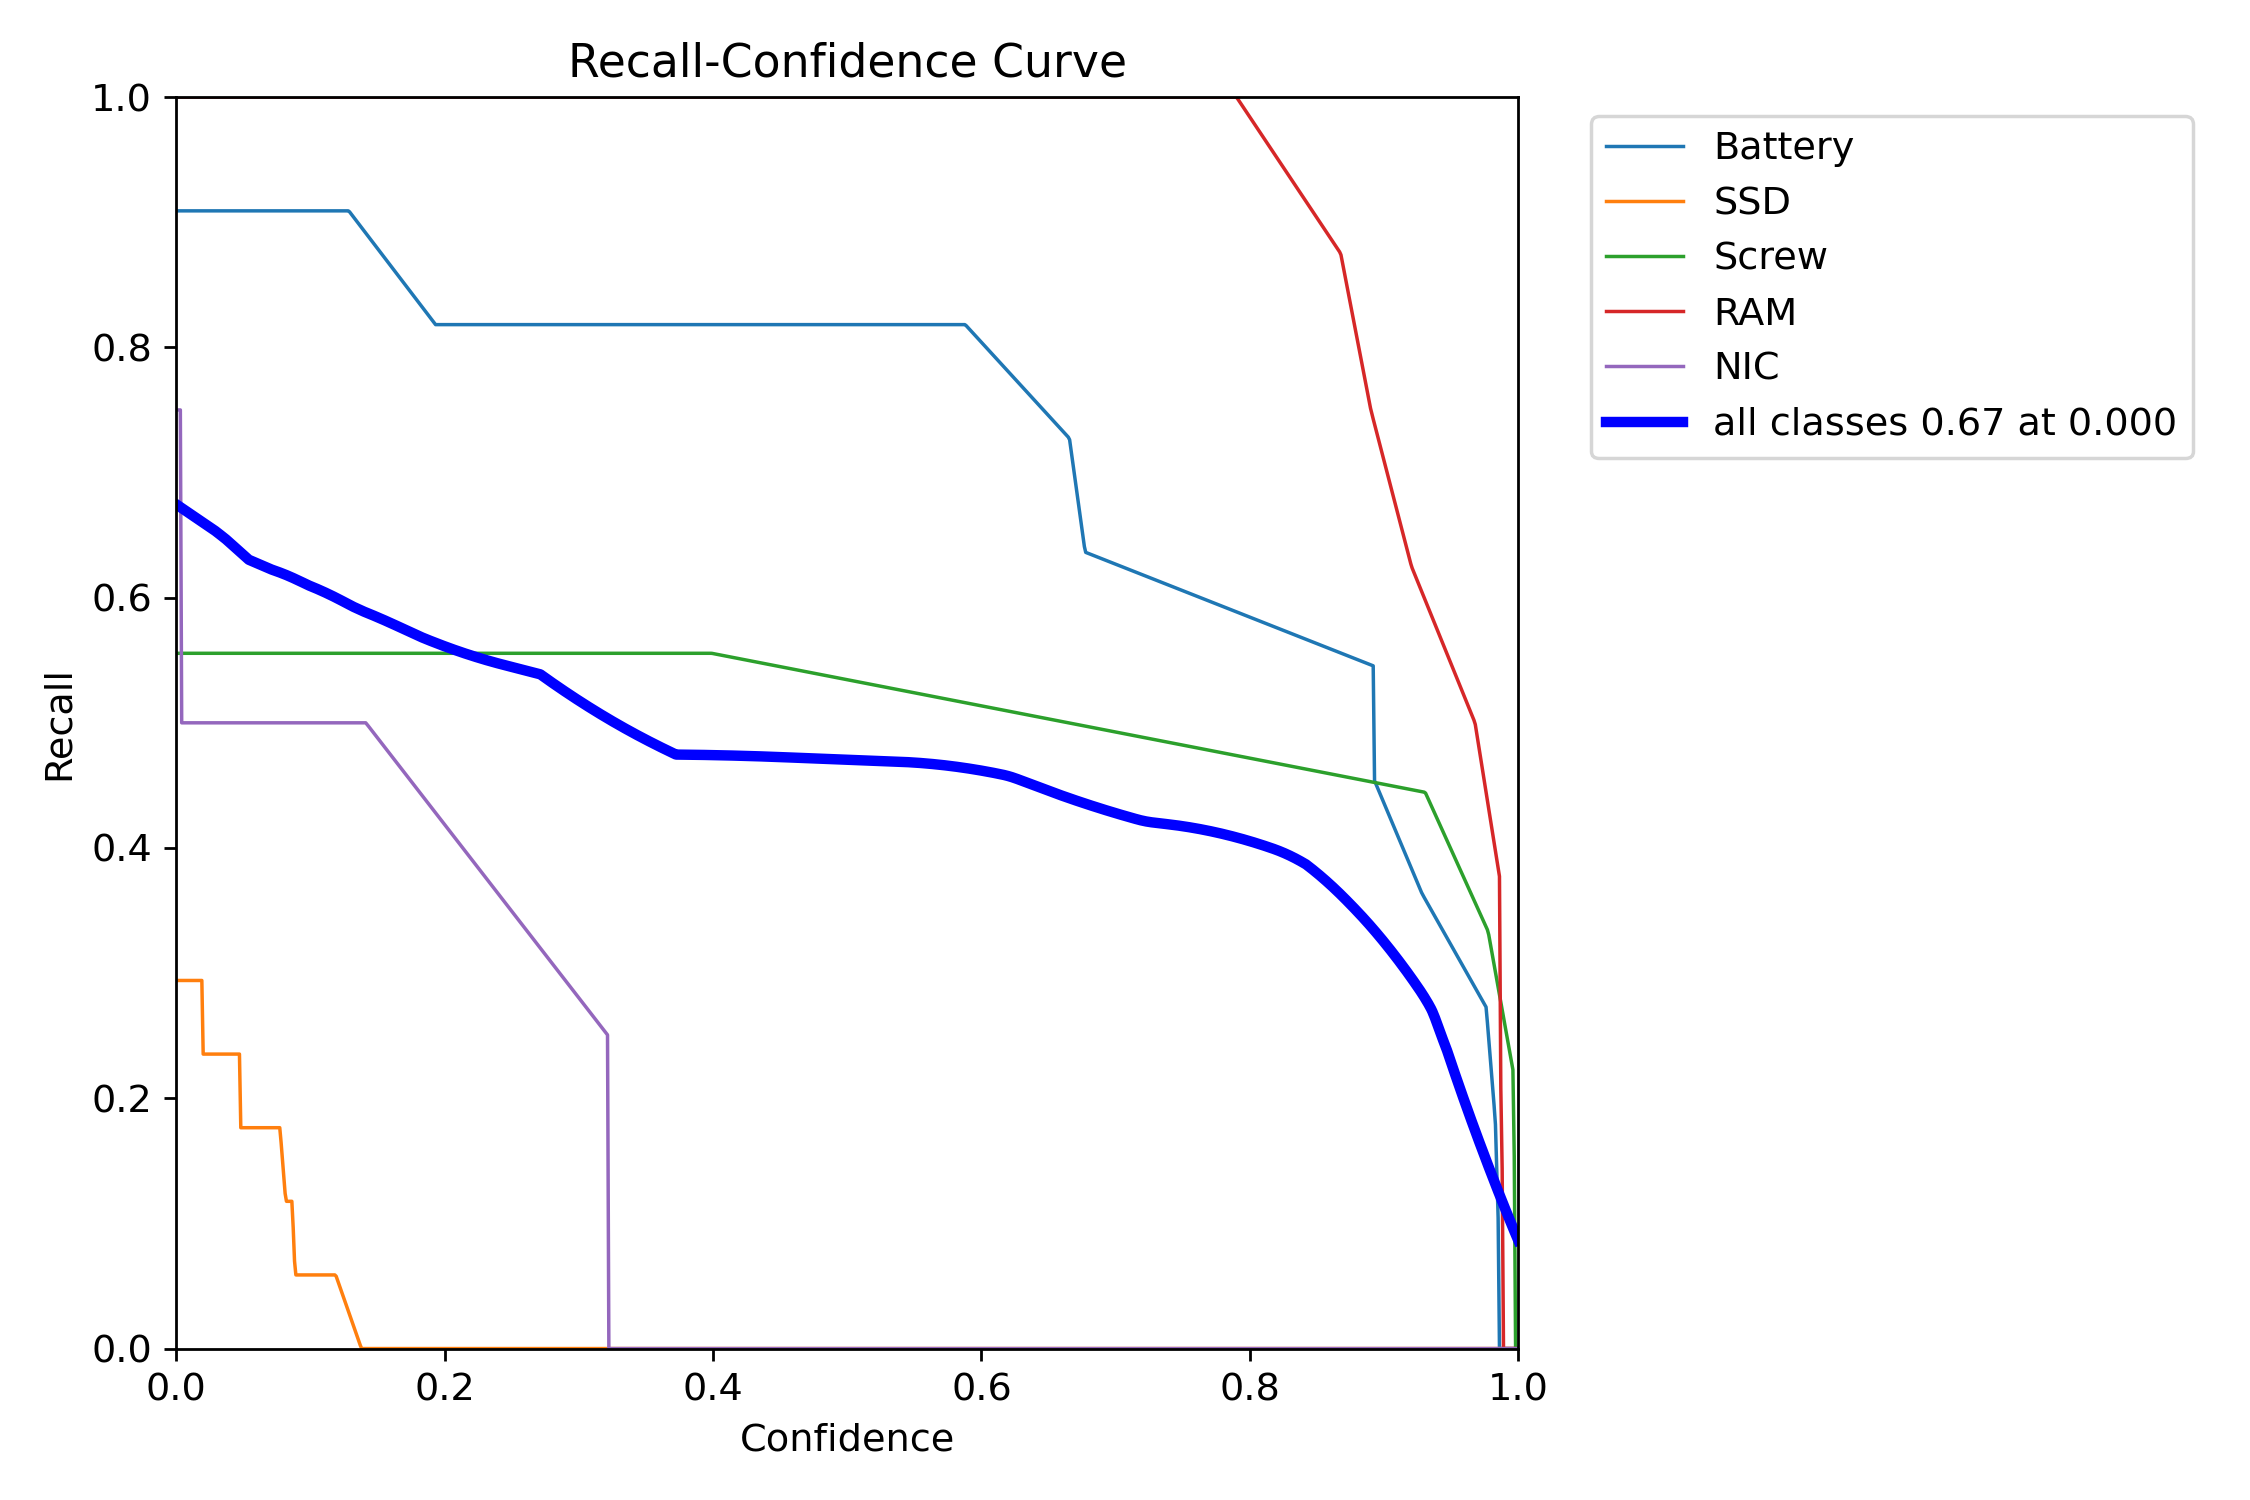 Recall-Confidence Curve
1.0
0.8
0.6
0.4
0.2
0.0
Recall
0.0 0.2 0.4 0.6 0.8 1.0
Confidence
Battery
SSD
Screw
RAM
NIC
all classes 0.67 at 0.000